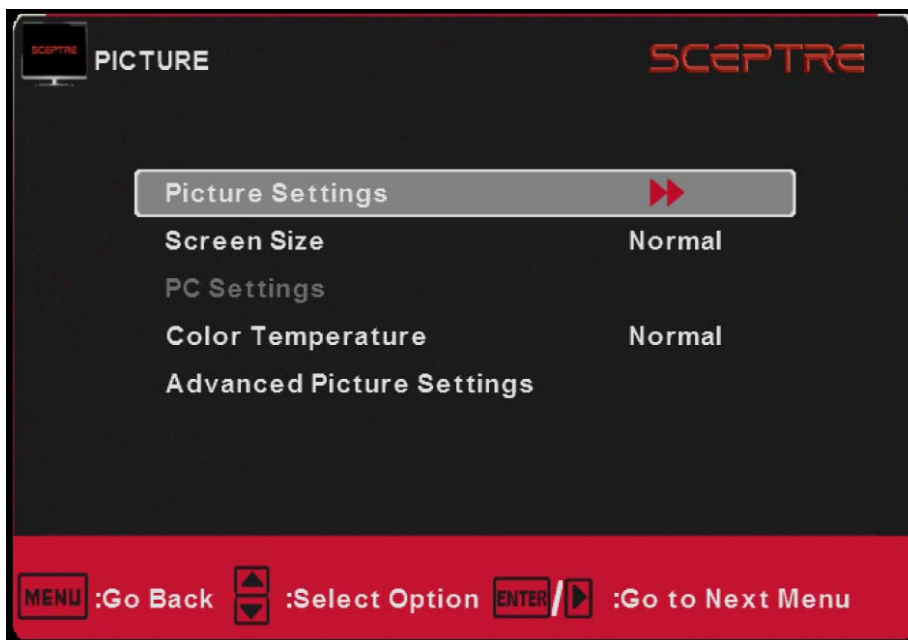 SCEPTRE
PICTURE
SCEPTRE
Picture Settings
Screen Size Normal
PC Settings
Color Temperature Normal
Advanced Picture Settings
MENU :Go Back :Select Option ENTER/ :Go to Next Menu